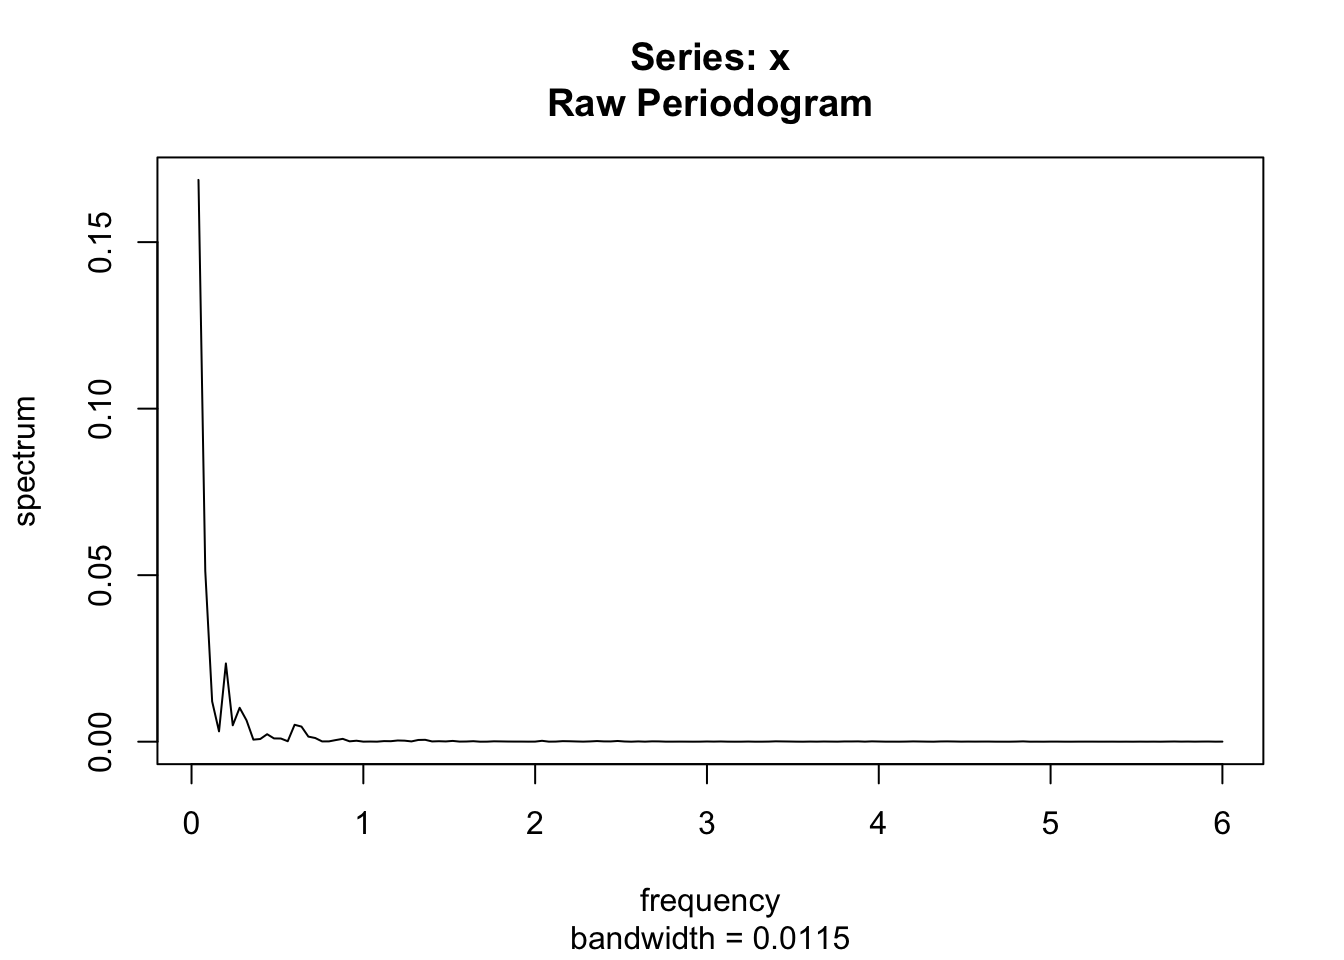 Series: x
Raw Periodogram
spectrum
0.15
0.10
0.05
0.00
0 1 2 3 4 5 6
frequency
bandwidth = 0.0115